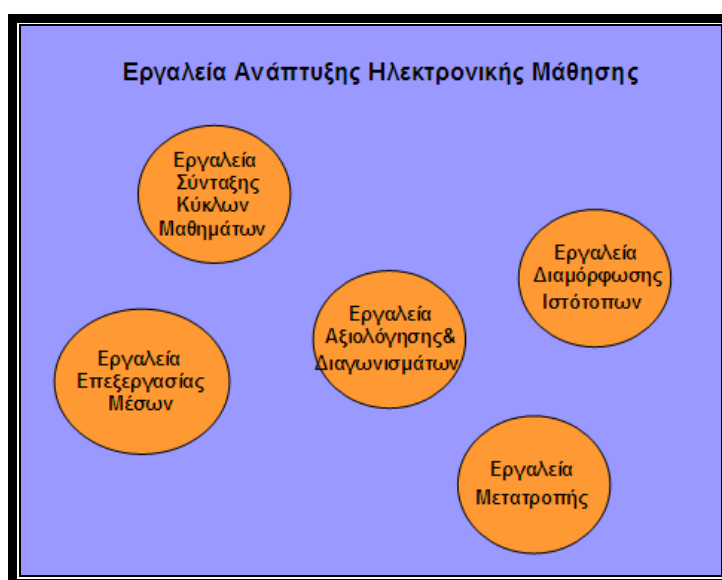 Εργαλεία Ανάπτυξης Ηλεκτρονικής Μάθησης
Εργαλεία
Σύνταξης
Κύκλων
Μαθημάτων
Εργαλεία
Διαμόρφωσης
Ιστότοπων
Εργαλεία
Αξιολόγησης&
Διαγωνισμάτων
Εργαλεία
Επεξεργασίας
Μέσων
Εργαλεία
Μετατροπής